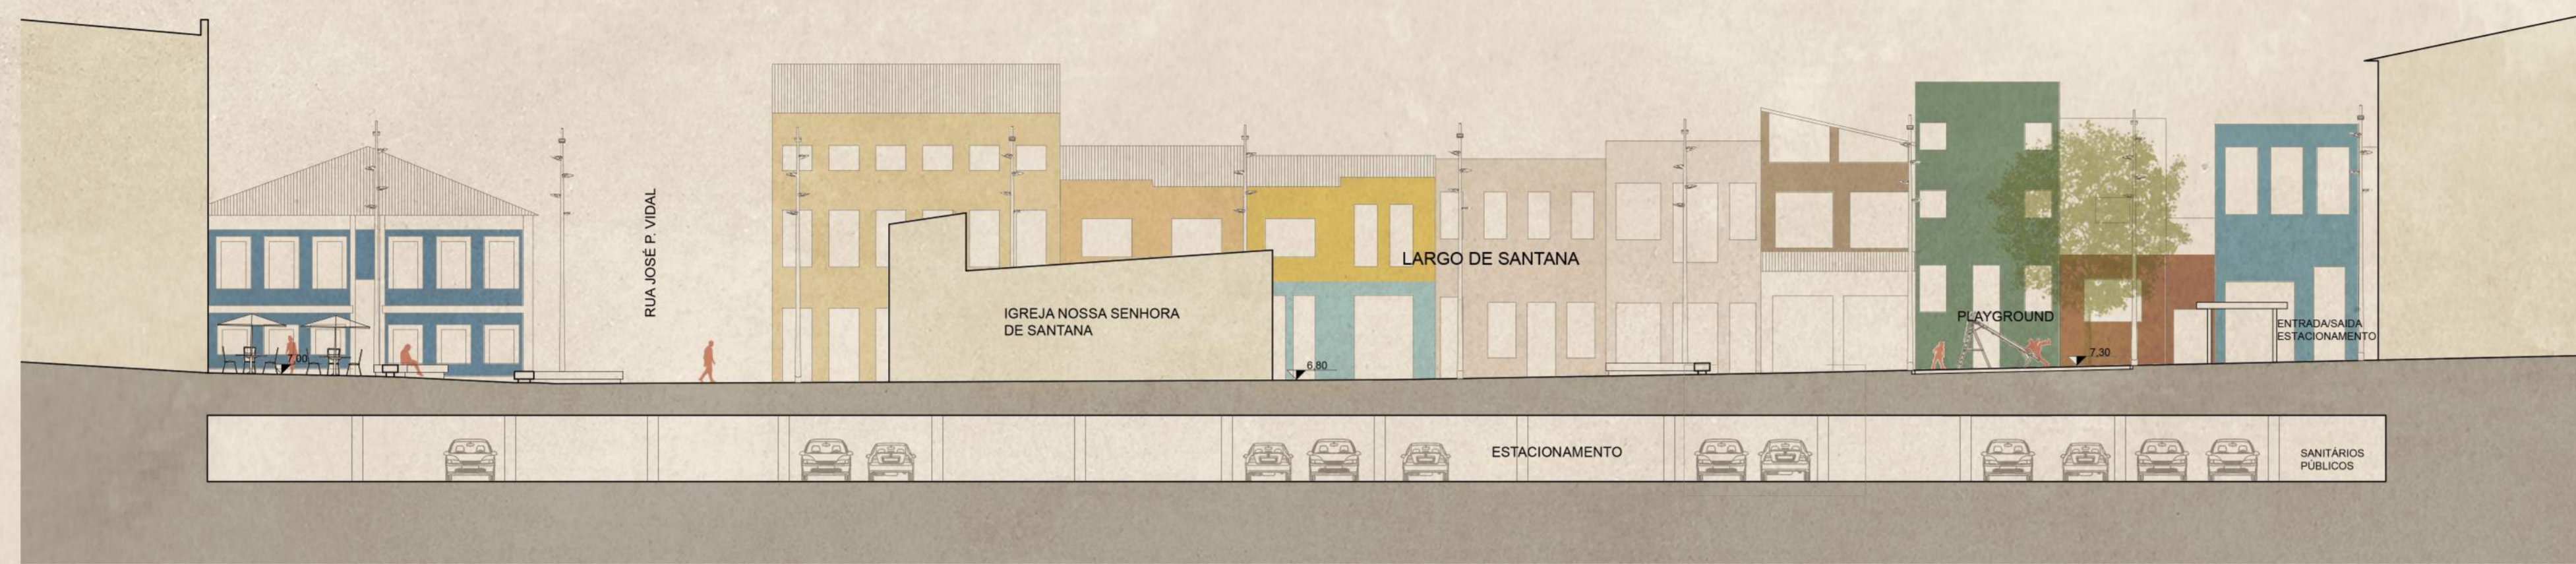 RUA JOSÉ P. VIDAL
LARGO DE SANTANA
IGREJA NOSSA SENHORA
DE SANTANA
PLAYGROUND
ENTRADA/SAIDA
ESTACIONAMENTO
7,00
6,80
7,30
ESTACIONAMENTO
SANITÁRIOS
PÚBLICOS